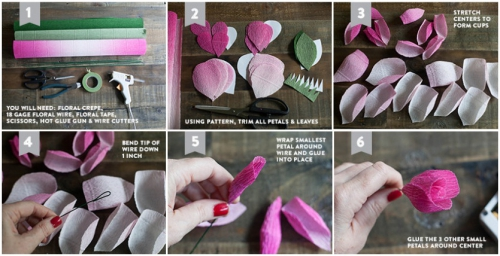 1
YOU WILL NEED: FLORAL CREPE,
18 GAGE FLORAL WIRE, FLORAL TAPE,
SCISSORS, HOT GLUE GUN & WIRE CUTTERS
2
USING PATTERN, TRIM ALL PETALS & LEAVES
3
STRETCH
CENTERS TO
FORM CUPS
4
BEND TIP OF
WIRE DOWN
1 INCH
5
WRAP SMALLEST
PETAL AROUND
WIRE AND GLUE
INTO PLACE
6
GLUE THE 3 OTHER SMALL
PETALS AROUND CENTER